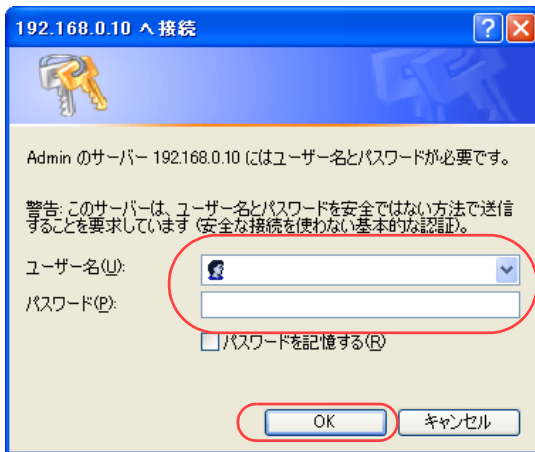 192.168.0.10 へ接続
Admin のサーバー 192.168.0.10 にはユーザー名とパスワードが必要です。
警告: このサーバーは、ユーザー名とパスワードを安全ではない方法で送信
することを要求しています (安全な接続を使わない基本的な認証)。
ユーザー名(U):
パスワード(P):
パスワードを記憶する(R)
OK
キャンセル